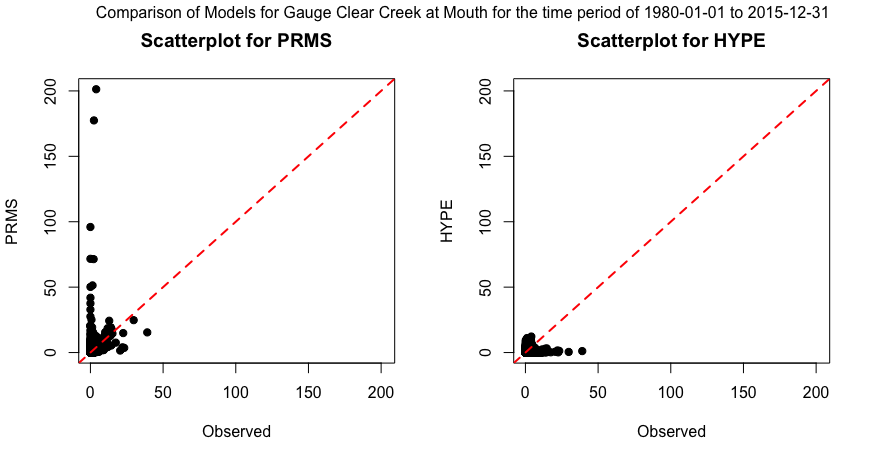 Comparison of Models for Gauge Clear Creek at Mouth for the time period of 1980-01-01 to 2015-12-31
Scatterplot for PRMS
PRMS
200
150
100
50
0
0 50 100 150 200
Observed
Scatterplot for HYPE
HYPE
200
150
100
50
0
0 50 100 150 200
Observed